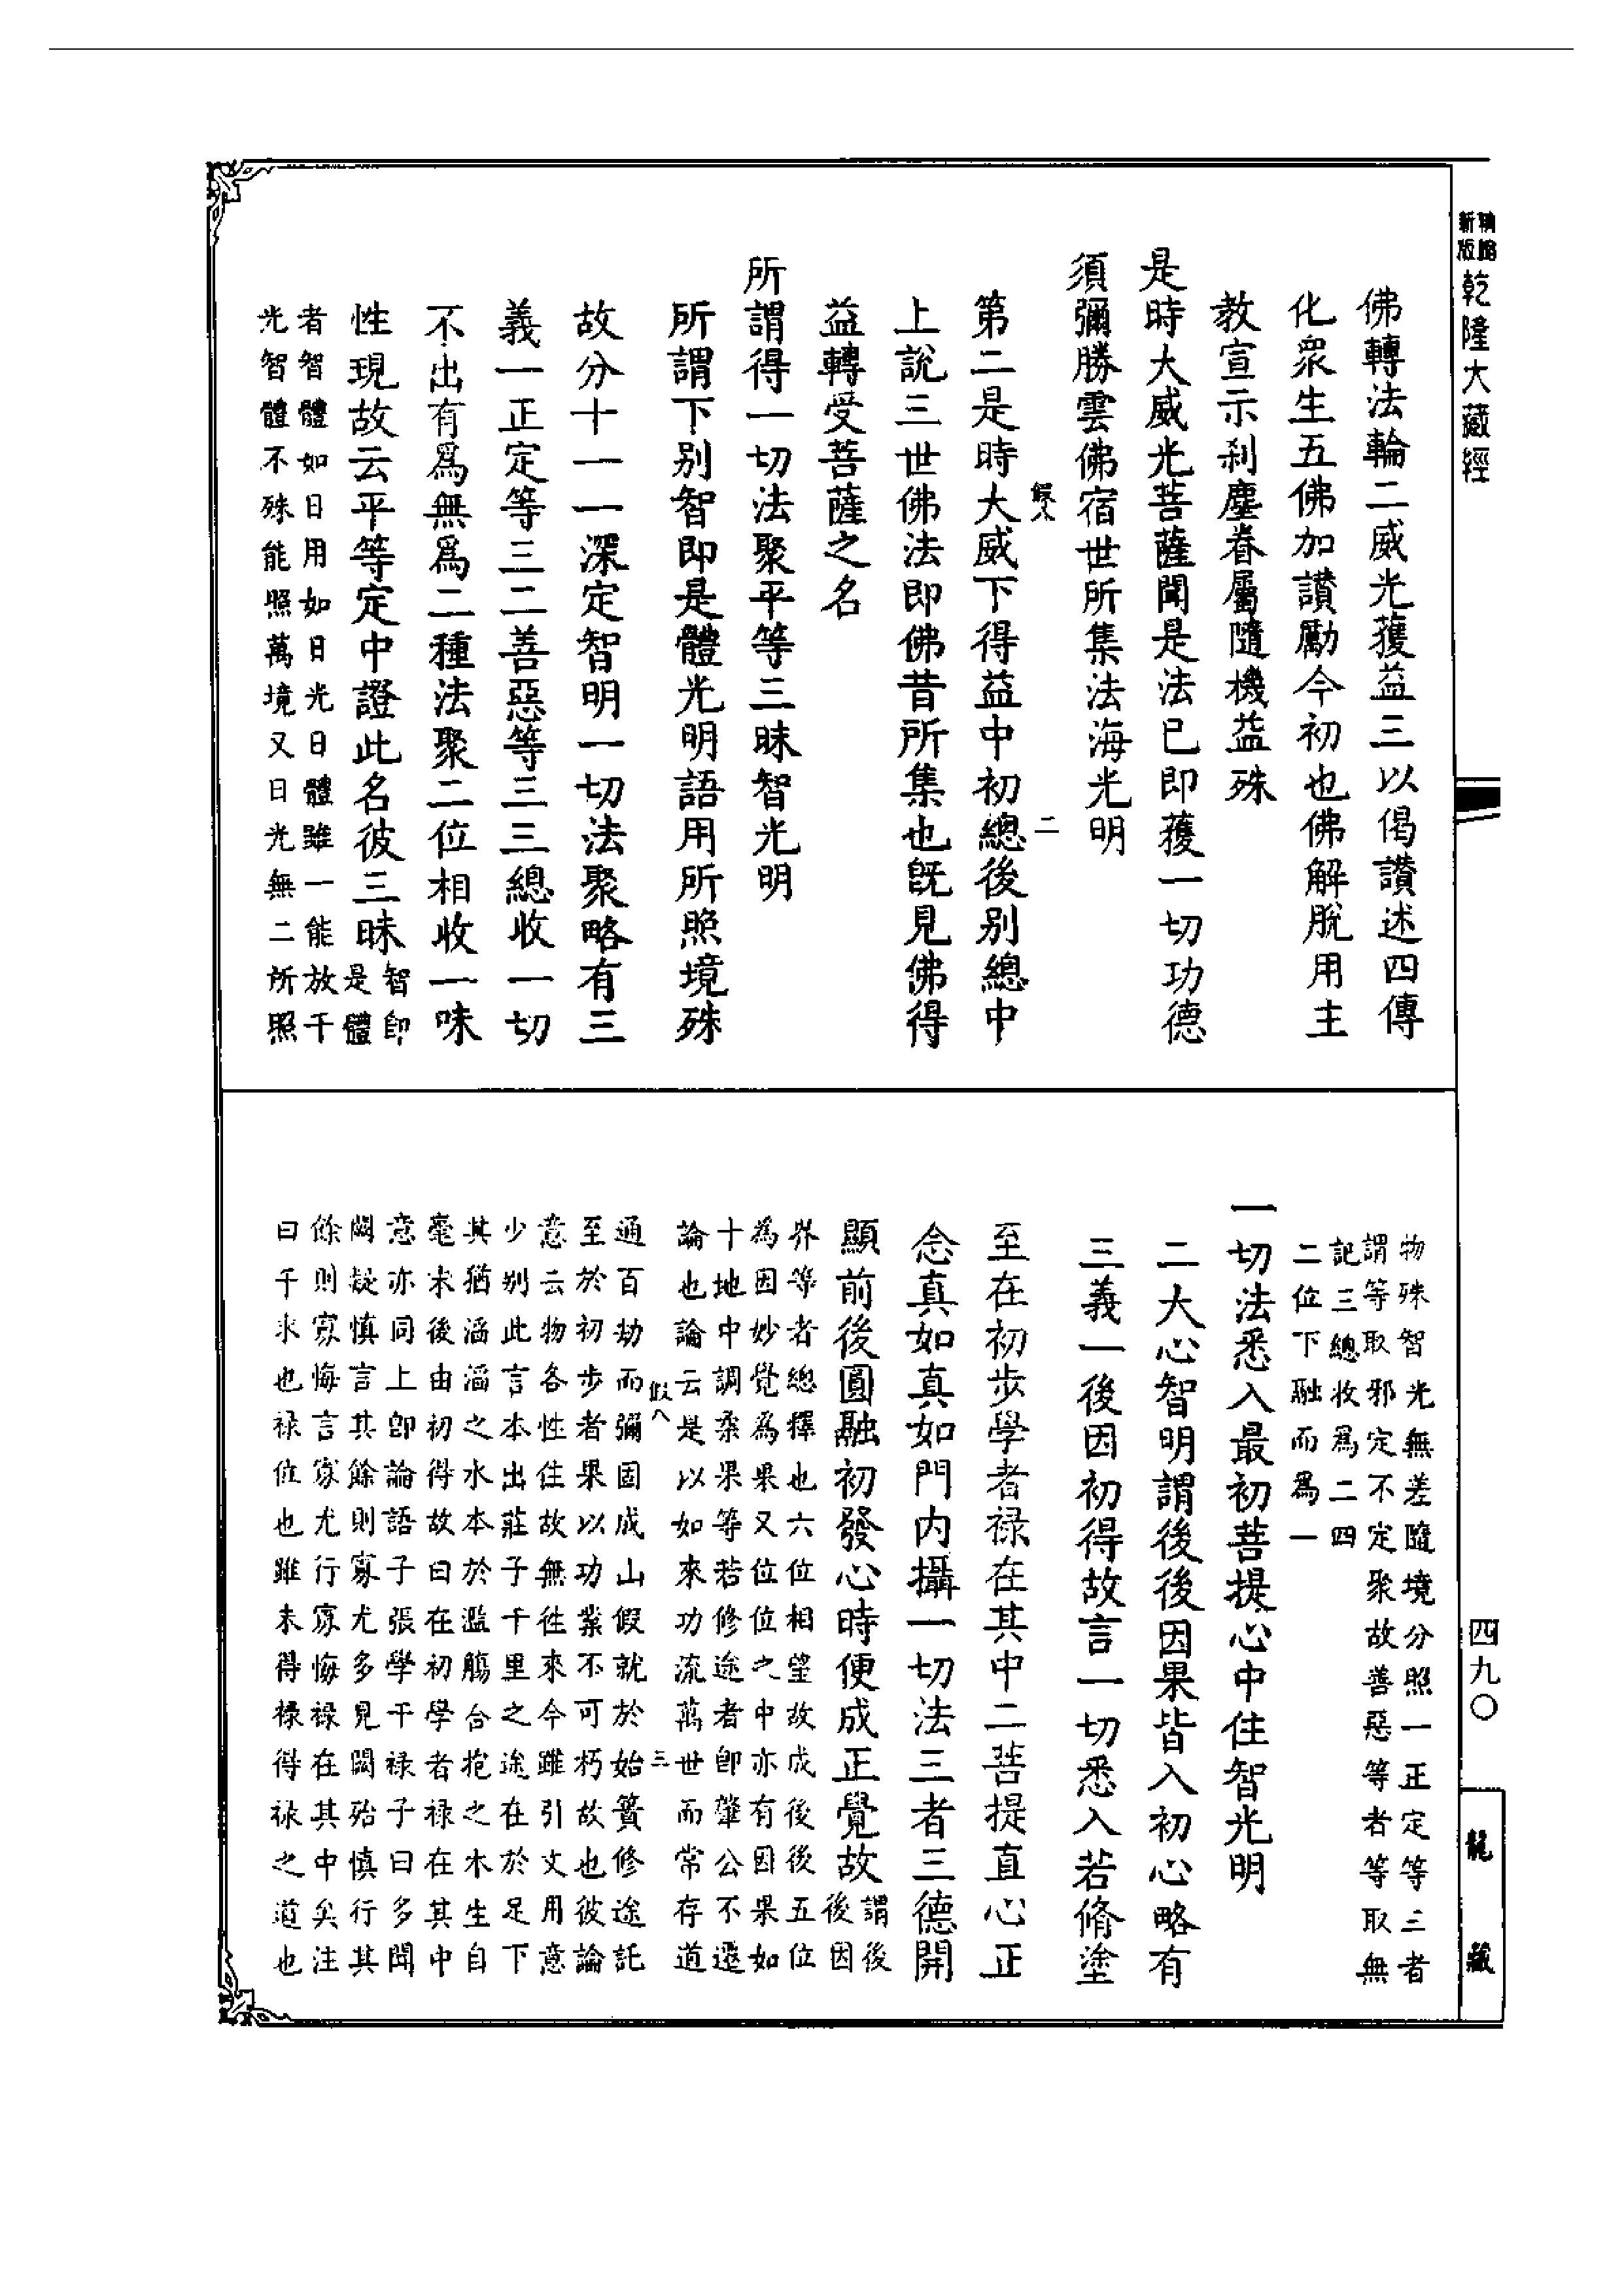 精縮
新版
乾隆大藏經
佛轉法輪二威光獲益三以偈讚述四傳
化衆生五佛加讚勵今初也佛解脫用主
教宣示刹塵眷屬隨機益殊
是時大威光菩薩聞是法已即獲一切功德
須彌勝雲佛宿世所集法海光明
二
第二是時大威下得益中初總後別總中
上說三世佛法即佛昔所集也旣見佛得
益轉受菩薩之名
所謂得一切法聚平等三昧智光明
所謂下別智即是體光明語用所照境殊
故分十一一深定智明一切法聚略有三
義一正定等三二善惡等三三總收一切
不出有爲無爲二種法聚二位相收一味
性現故云平等定中證此名彼三昧智即
是體
者智體如日用如日光日體雖一能放千
光智體不殊能照萬境又日光無二所照
物殊智光無差隨境分照一正定等三者
謂等取邪定不定聚故善惡等者等取無
記三總收爲二四
二位下融而爲一
一切法悉入最初菩提心中住智光明
二大心智明謂後後因果皆入初心略有
三義一後因初得故言一切悉入若脩塗
至在初步學者禄在其中二菩提直心正
念真如真如門内攝一切法三者三德開
顯前後圓融初發心時便成正覺故謂後
後因
界等者總釋也六位相望故成後後五位
為因妙覺為果又位位之中亦有因果如
十地中調柔果等若修途者即肇公不遷
論也論云是以如來功流萬世而常存道
三
通百劫而彌固成山假就於始簣修途託
至於初步者果以功業不可朽故也彼論
意云物各性住故無往來今雖引文用意
少別此言本出莊子千里之途在於足下
其猶滔滔之水本於濫觴合抱之木生自
毫末後由初得故曰在初學者禄在其中
意亦同上即論語子張學干禄子曰多聞
闕疑慎言其餘則寡尤多見闕殆慎行其
餘則寡悔言寡尤行寡悔禄在其中矣注
曰干求也禄位也雖未得禄得禄之道也
四九〇
龍藏